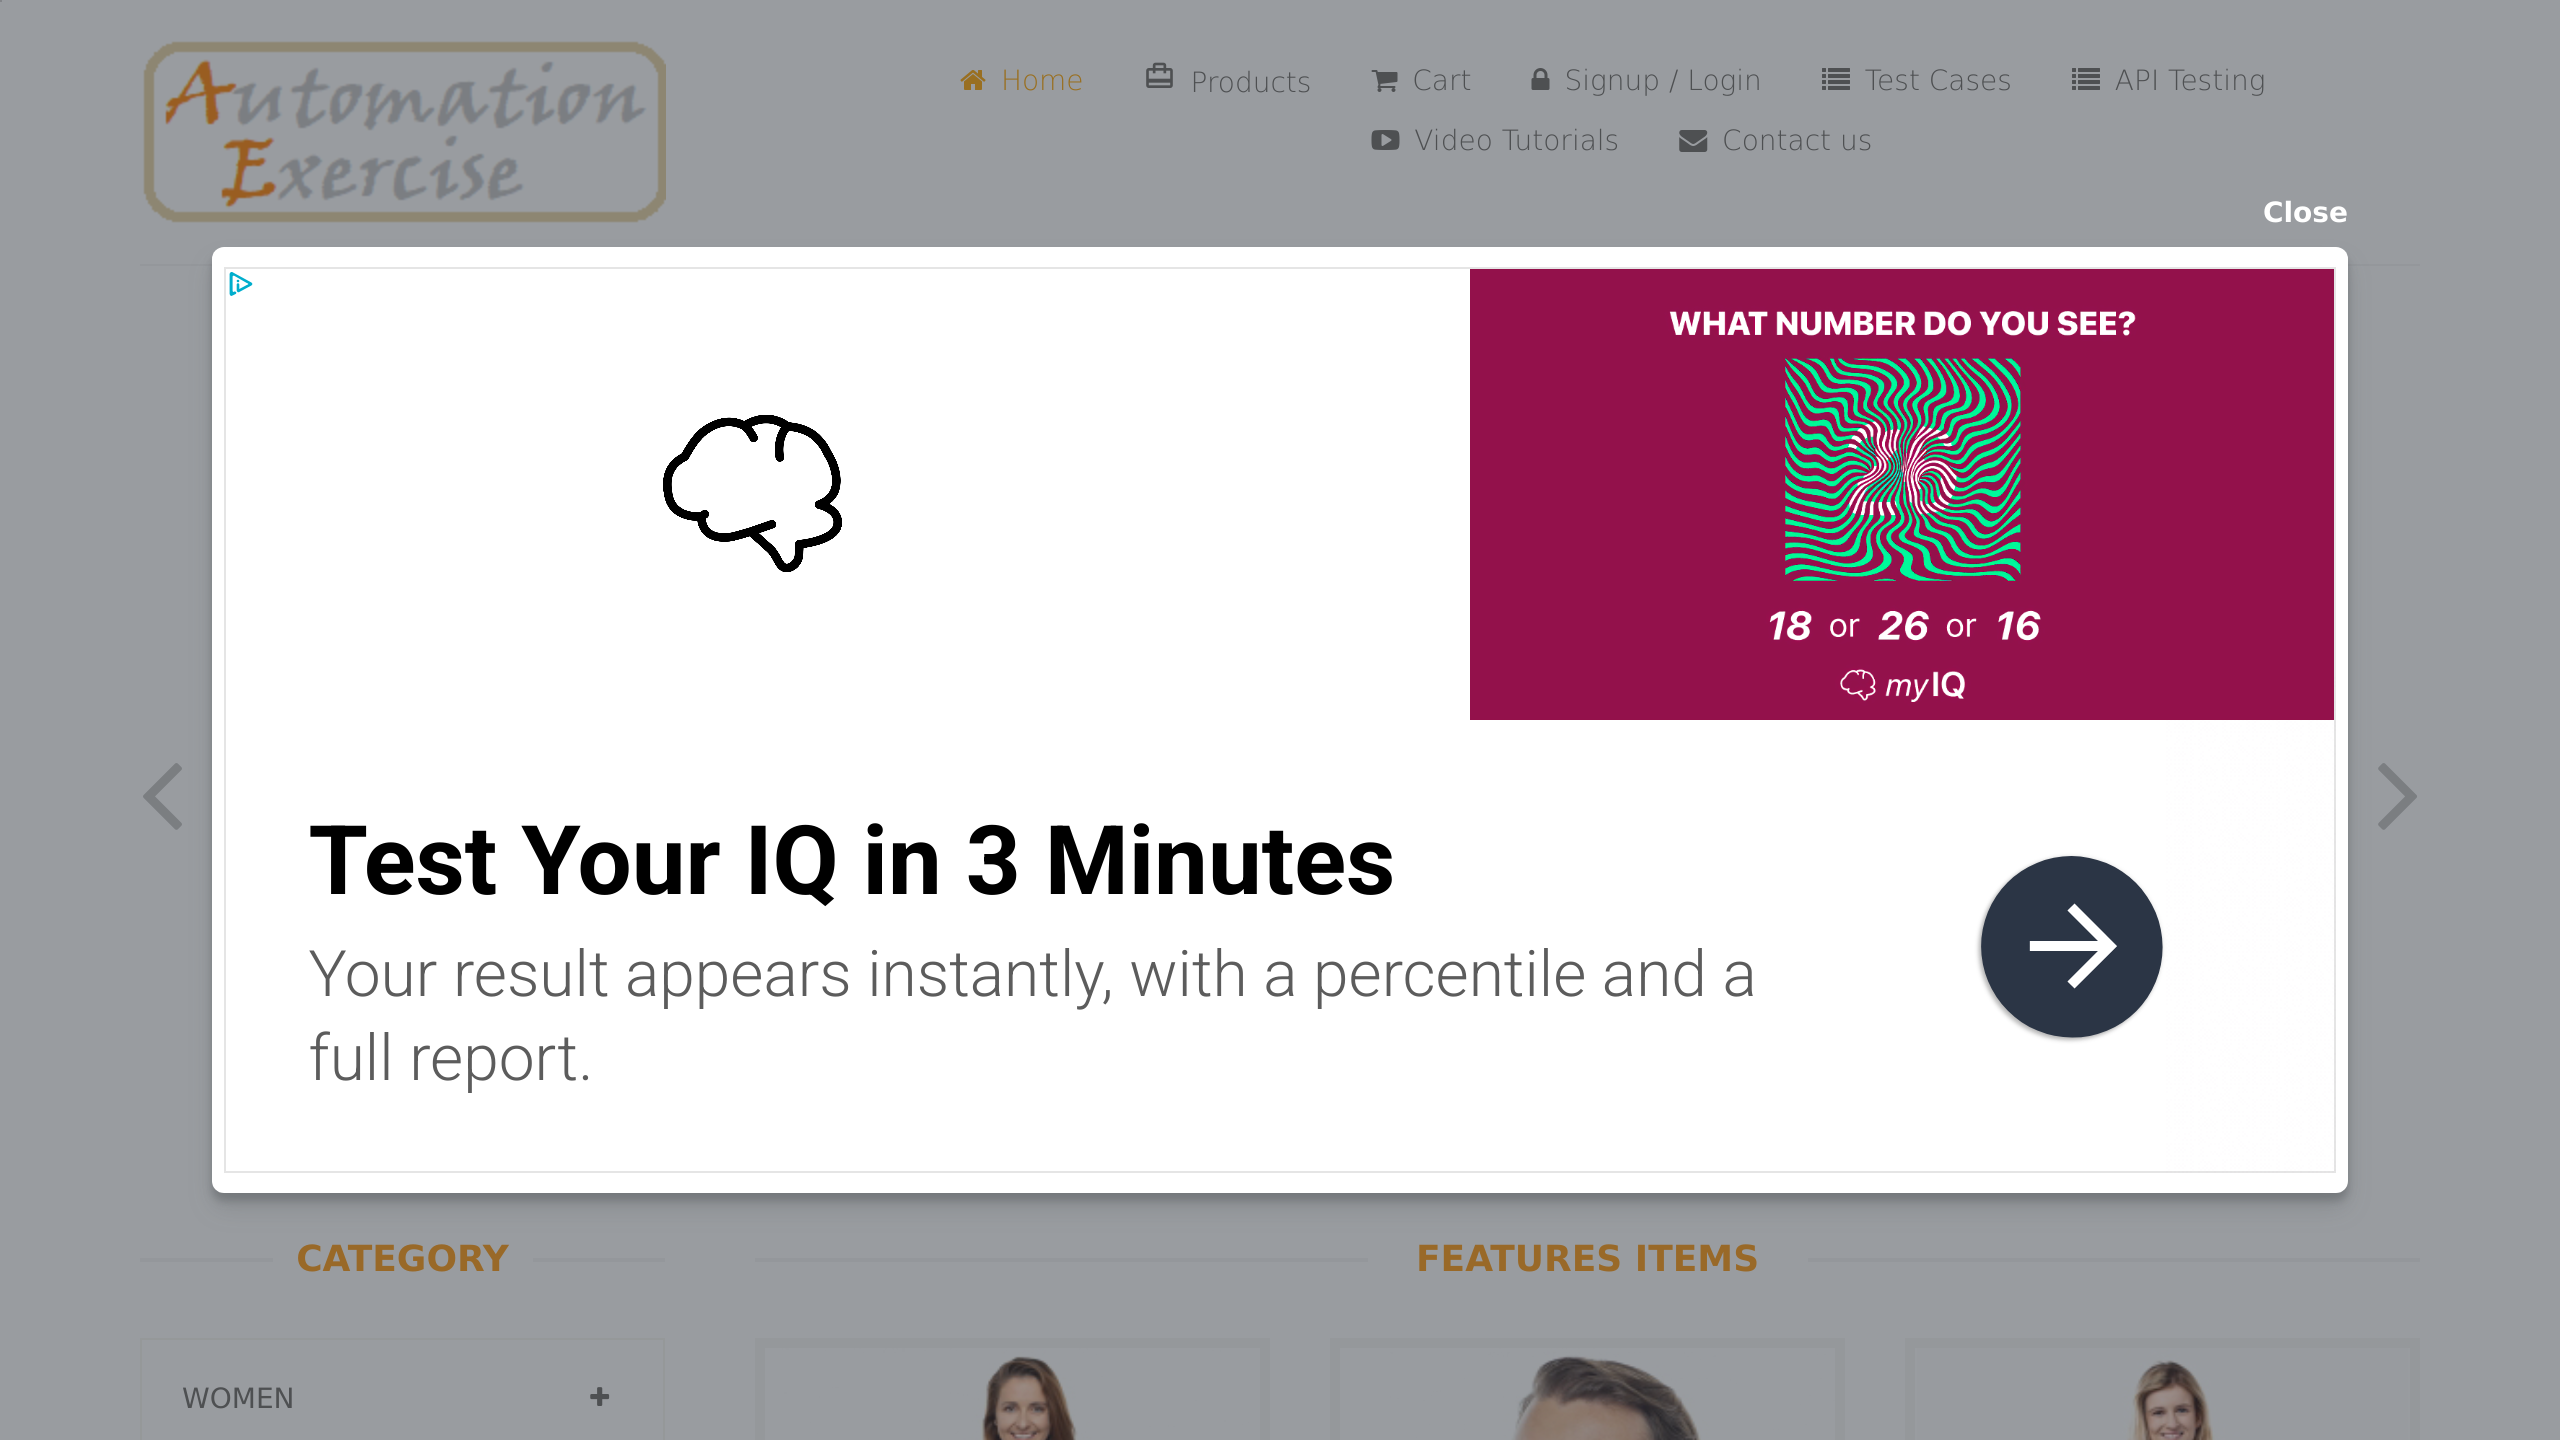 Automation
Exercise
Home
Products
Cart
Signup / Login
Test Cases
API Testing
Video Tutorials
Contact us
Close
WHAT NUMBER DO YOU SEE?
26
18 or 26 or 16
myIQ
Test Your IQ in 3 Minutes
Your result appears instantly, with a percentile and a
full report.
CATEGORY
FEATURES ITEMS
WOMEN